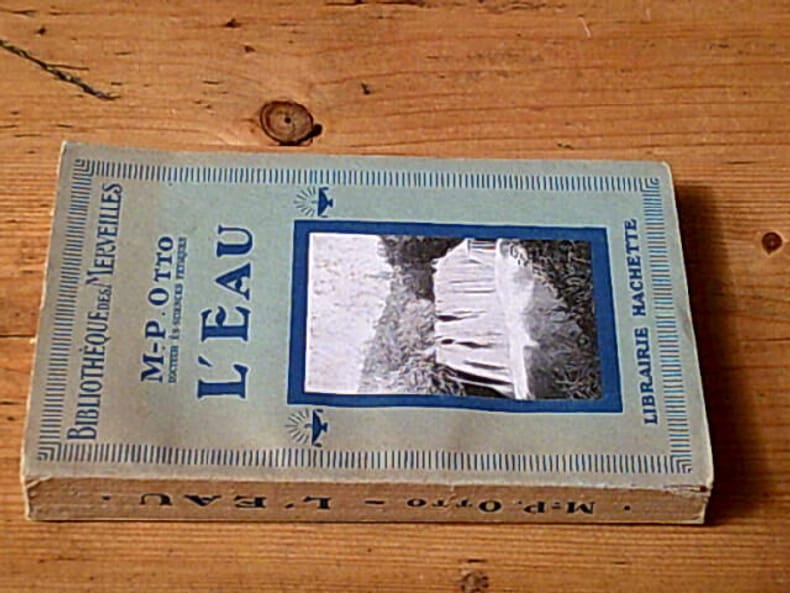 BIBLIOTHÈQUE DES MERVEILLES
M.-P. OTTO
DOCTEUR ÈS-SCIENCES PHYSIQUES
L'EAU
LIBRAIRIE HACHETTE
M.-P. OTTO - L'EAU